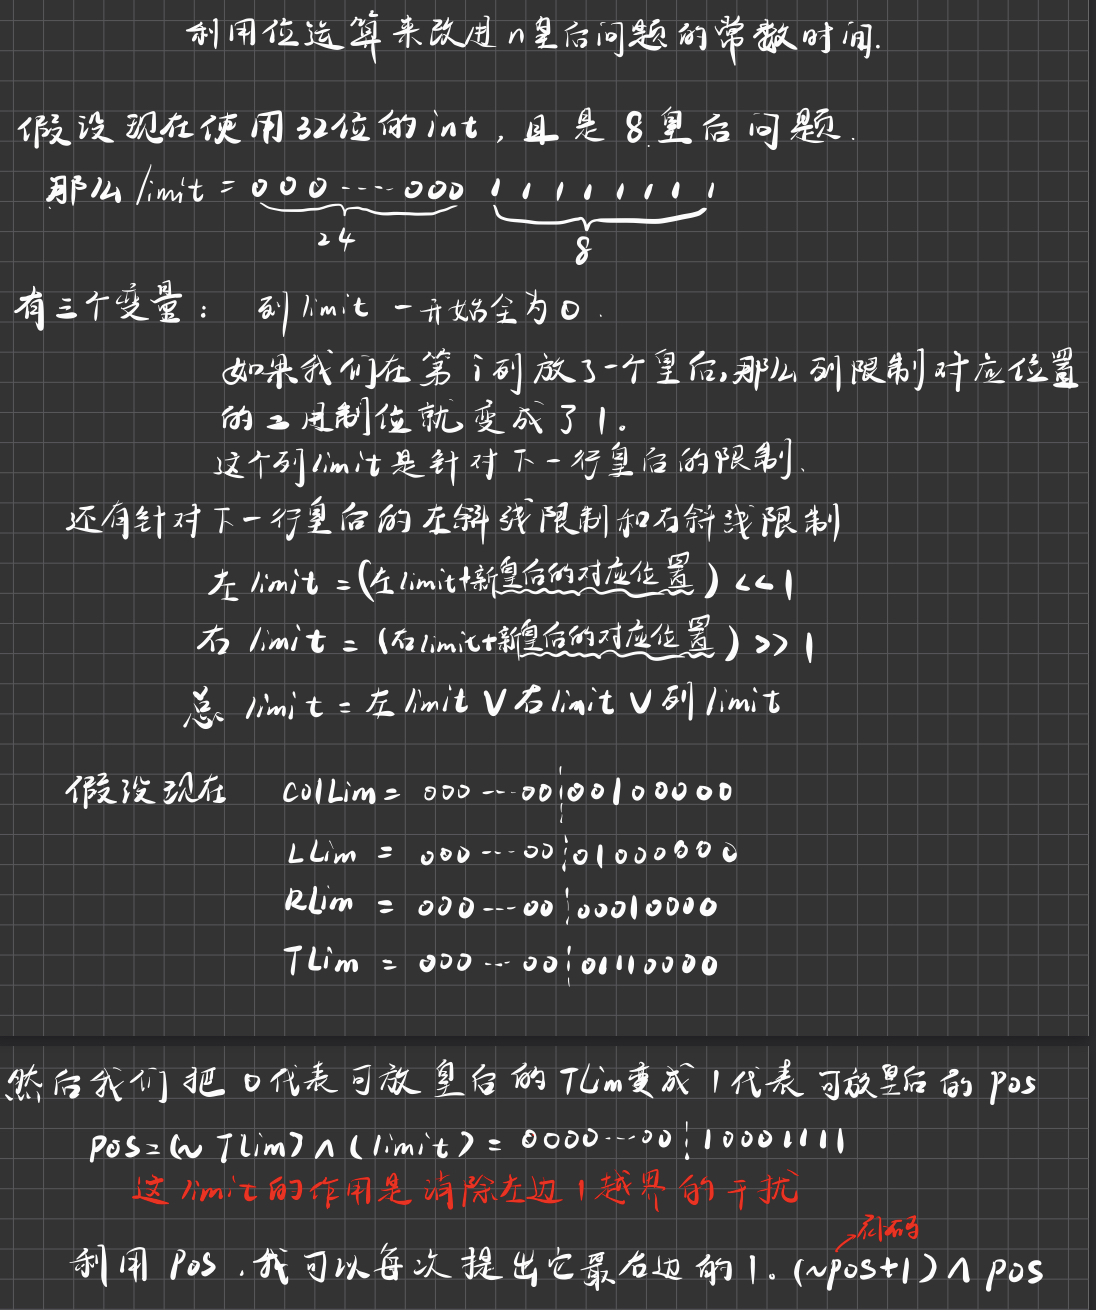 利用位运算来改进n皇后问题的常数时间.
假设现在使用32位的int，且是8皇后问题.
那么limit = 000----000 11111111
24 8
有三个变量： 列limit 一开始全为0.
如果我们在第i列放了一个皇后,那么列限制对应位置
的二进制位就变成了1。
这个列limit是针对下一行皇后的限制.
还有针对下一行皇后的左斜线限制和右斜线限制
左limit =(左limit+新皇后的对应位置) <<1
右limit = (右limit+新皇后的对应位置) >> 1
总limit = 左limit V 右limit V 列limit
假设现在 colLim= 000----00¦00100000
LLim = 000----00¦01000000
RLim = 000----00¦00010000
TLim = 000---00¦01110000
然后我们把0代表可放皇后的TLim变成1代表可放皇后的pos
pos=(~TLim)∧(limit)= 0000----00¦10001111
这limit的作用是消除左边1越界的干扰
利用pos，我可以每次提出它最右边的1。(~pos+1)∧pos